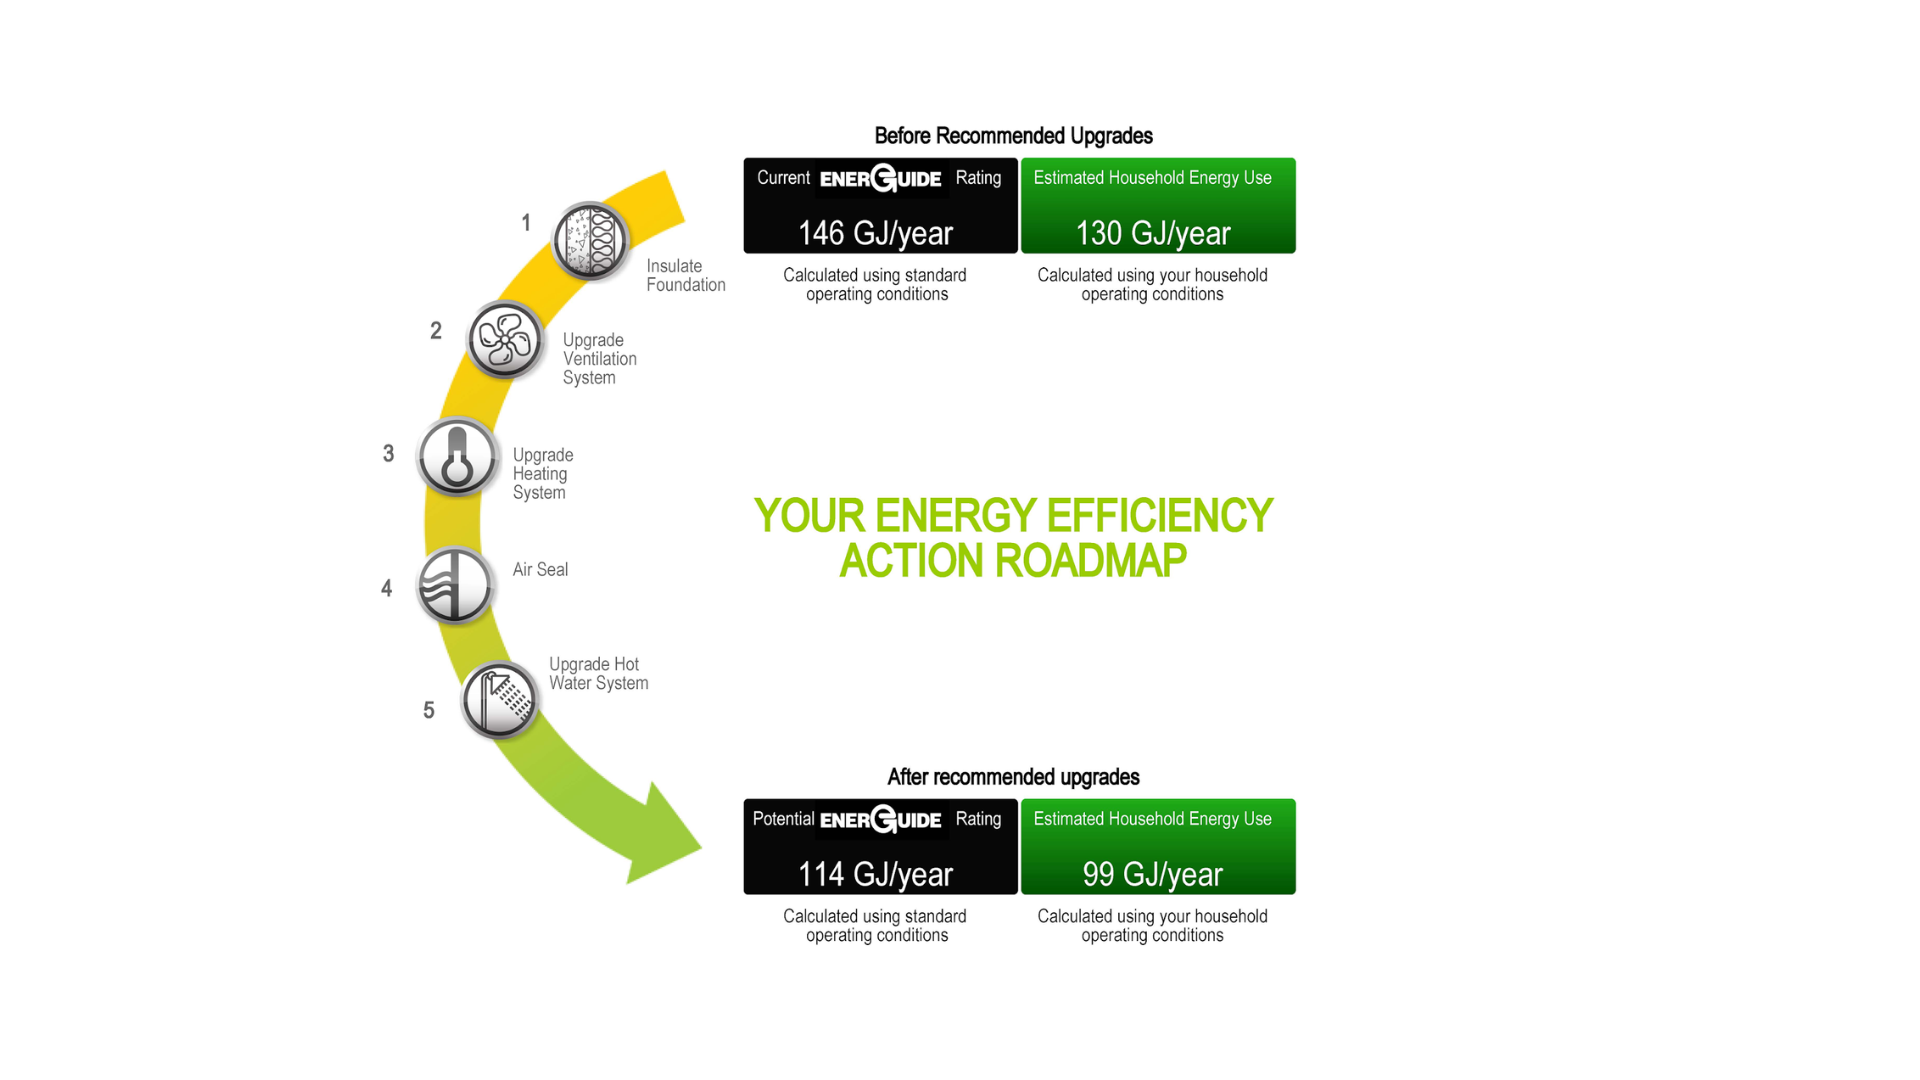 Before Recommended Upgrades
Current ENERGUIDE Rating
146 GJ/year
Calculated using standard
operating conditions
Estimated Household Energy Use
130 GJ/year
Calculated using your household
operating conditions
1
Insulate
Foundation
2
Upgrade
Ventilation
System
3
Upgrade
Heating
System
4
Air Seal
5
Upgrade Hot
Water System
YOUR ENERGY EFFICIENCY
ACTION ROADMAP
After recommended upgrades
Potential ENERGUIDE Rating
114 GJ/year
Calculated using standard
operating conditions
Estimated Household Energy Use
99 GJ/year
Calculated using your household
operating conditions